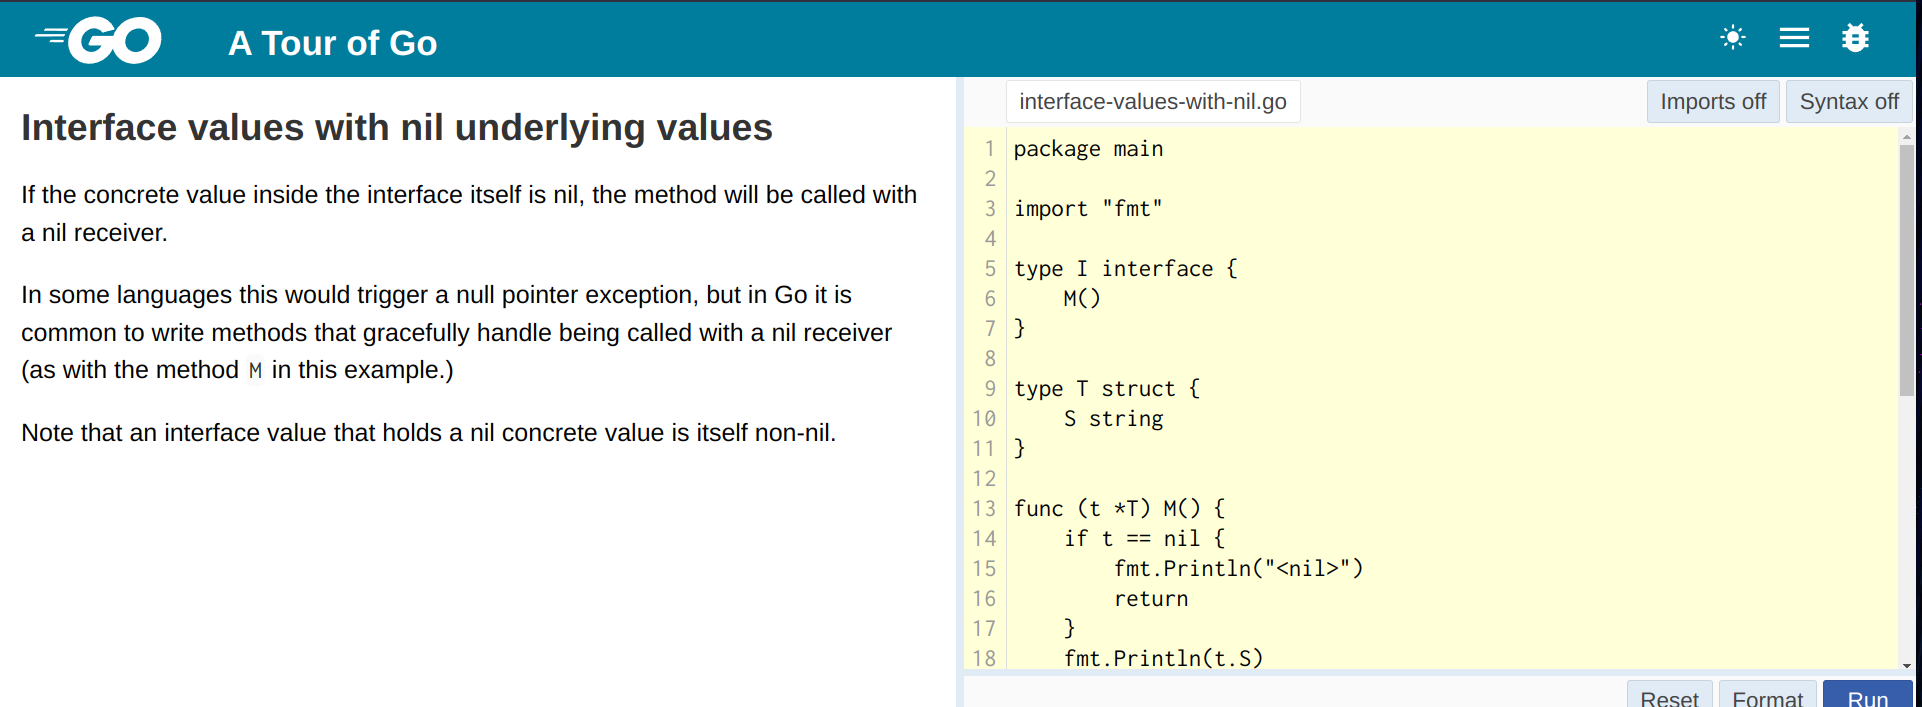 GO
A Tour of Go
Interface values with nil underlying values
If the concrete value inside the interface itself is nil, the method will be called with
a nil receiver.
In some languages this would trigger a null pointer exception, but in Go it is
common to write methods that gracefully handle being called with a nil receiver
(as with the method M in this example.)
Note that an interface value that holds a nil concrete value is itself non-nil.
interface-values-with-nil.go
Imports off
Syntax off
1 package main
2
3 import "fmt"
4
5 type I interface {
6     M()
7 }
8
9 type T struct {
10     S string
11 }
12
13 func (t *T) M() {
14     if t == nil {
15         fmt.Println("<nil>")
16         return
17     }
18     fmt.Println(t.S)
Reset
Format
Run